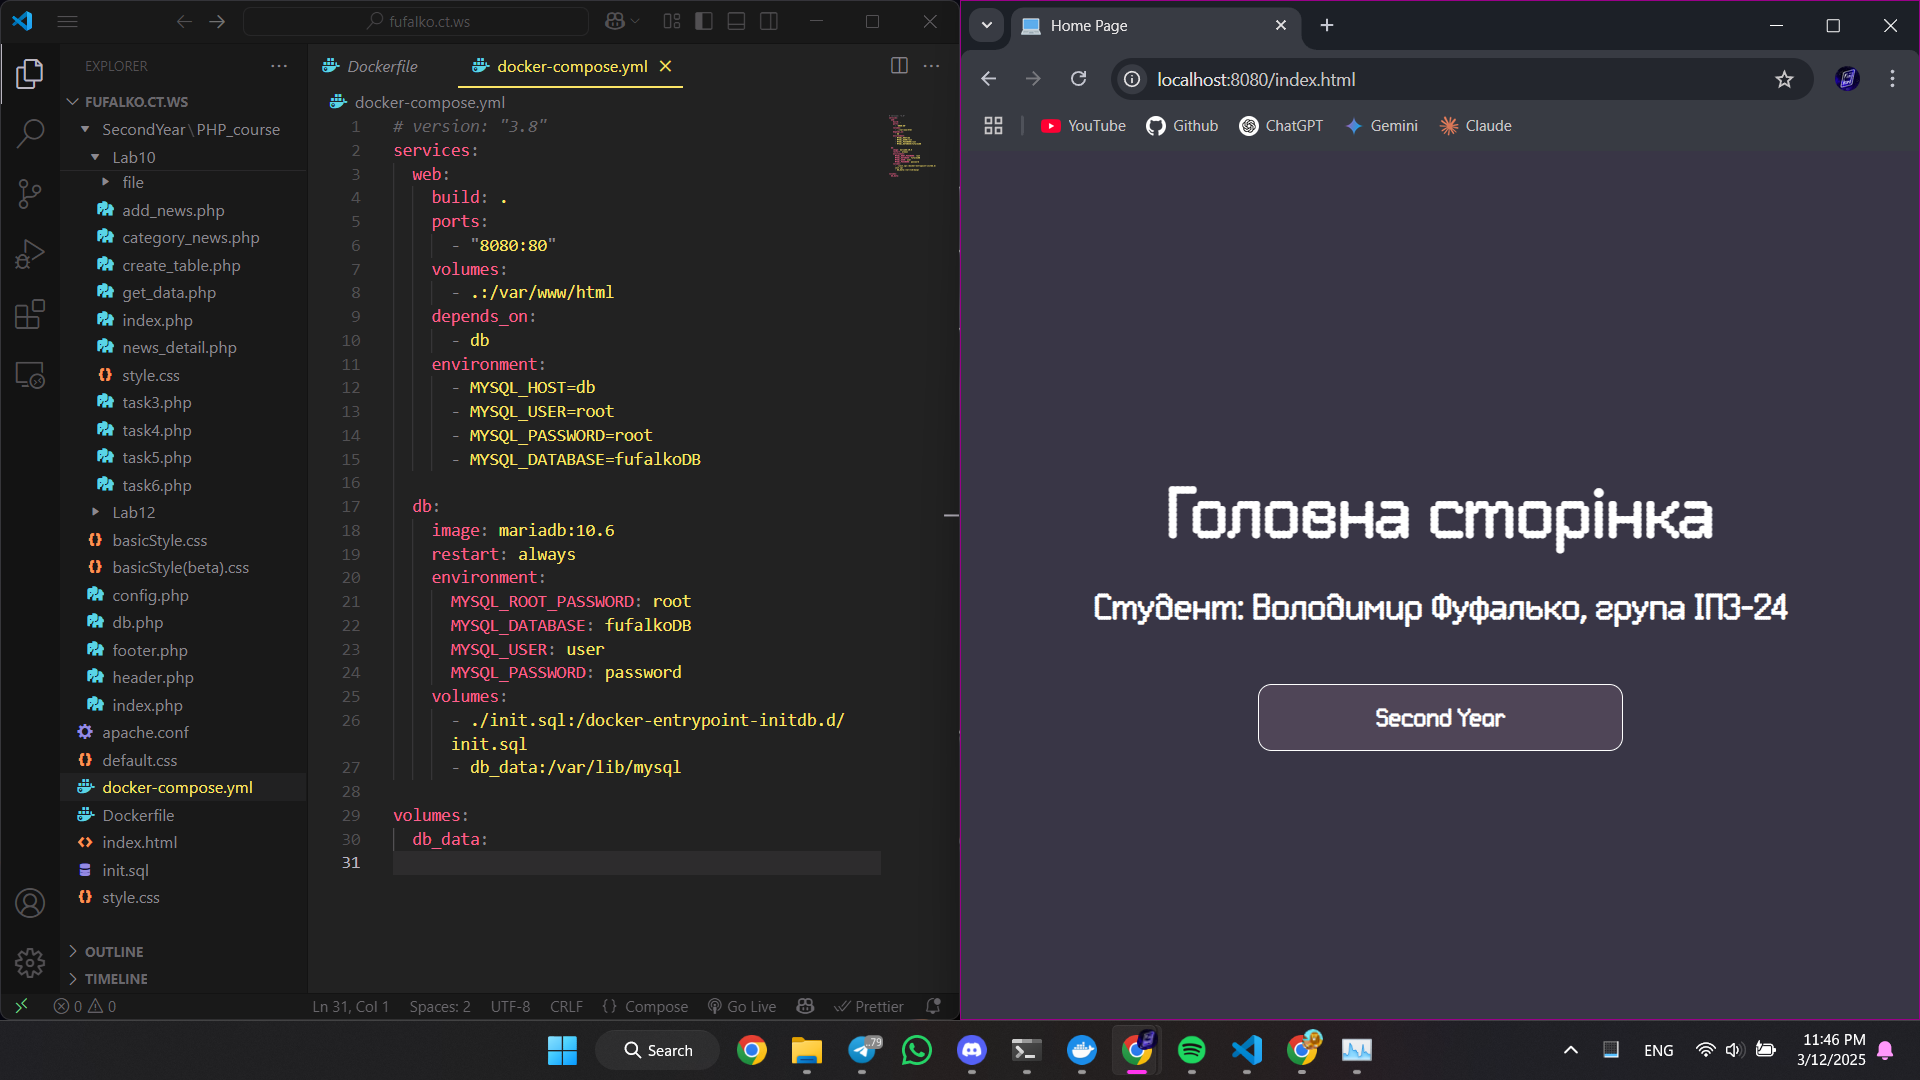 fufalko.ct.ws
EXPLORER
FUFALKO.CT.WS
SecondYear\PHP_course
Lab10
file
add_news.php
category_news.php
create_table.php
get_data.php
index.php
news_detail.php
style.css
task3.php
task4.php
task5.php
task6.php
Lab12
basicStyle.css
basicStyle(beta).css
config.php
db.php
footer.php
header.php
index.php
apache.conf
default.css
docker-compose.yml
Dockerfile
index.html
init.sql
style.css
OUTLINE
TIMELINE
Dockerfile
docker-compose.yml
docker-compose.yml
1 # version: "3.8"
2 services:
3 web:
4 build: .
5 ports:
6 - "8080:80"
7 volumes:
8 - .:/var/www/html
9 depends_on:
10 - db
11 environment:
12 - MYSQL_HOST=db
13 - MYSQL_USER=root
14 - MYSQL_PASSWORD=root
15 - MYSQL_DATABASE=fufalkoDB
16
17 db:
18 image: mariadb:10.6
19 restart: always
20 environment:
21 MYSQL_ROOT_PASSWORD: root
22 MYSQL_DATABASE: fufalkoDB
23 MYSQL_USER: user
24 MYSQL_PASSWORD: password
25 volumes:
26 - ./init.sql:/docker-entrypoint-initdb.d/
init.sql
27 - db_data:/var/lib/mysql
28
29 volumes:
30 db_data:
31
0 0 Ln 31, Col 1 Spaces: 2 UTF-8 CRLF {} Compose Go Live Prettier
Home Page
localhost:8080/index.html
YouTube Github ChatGPT Gemini Claude
Головна сторінка
Студент: Володимир Фуфалько, група ІПЗ-24
Second Year
Search
.79
ENG
11:46 PM
3/12/2025